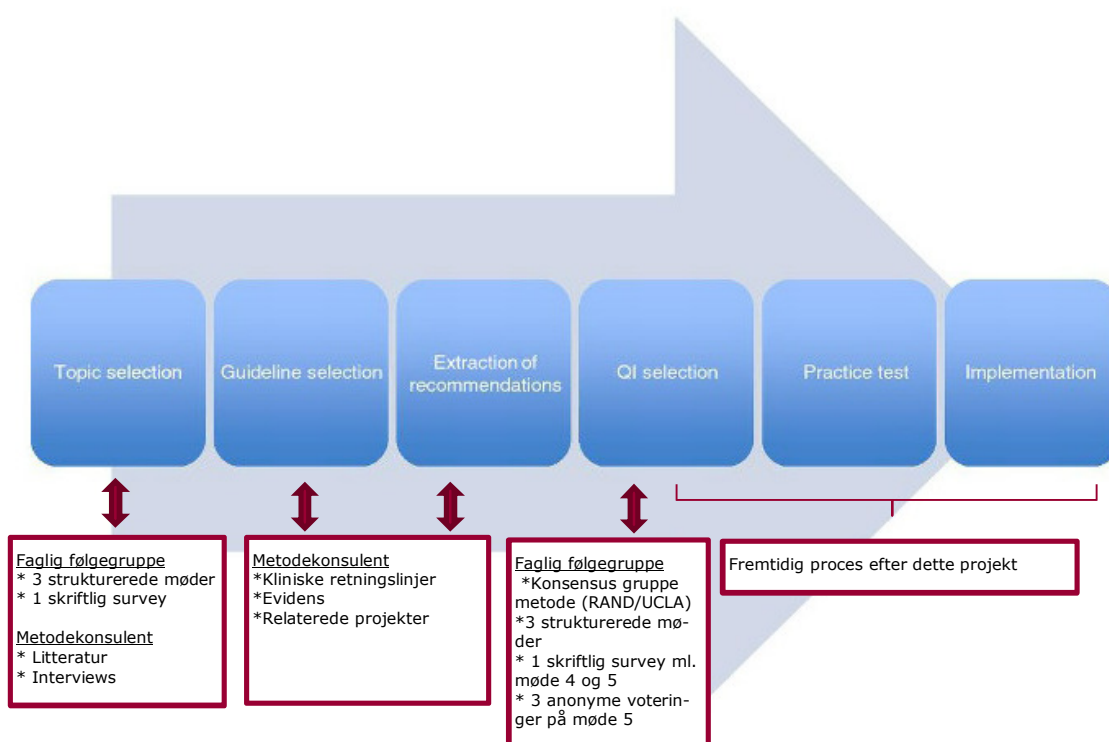 Topic selection
Guideline selection
Extraction of
recommendations
QI selection
Practice test
Implementation
Faglig følgegruppe
* 3 strukturerede møder
* 1 skriftlig survey
Metodekonsulent
* Litteratur
* Interviews
Metodekonsulent
*Kliniske retningslinjer
*Evidens
*Relaterede projekter
Faglig følgegruppe
*Konsensus gruppe
metode (RAND/UCLA)
*3 strukturerede mø-
der
* 1 skriftlig survey ml.
møde 4 og 5
* 3 anonyme voterin-
ger på møde 5
Fremtidig proces efter dette projekt